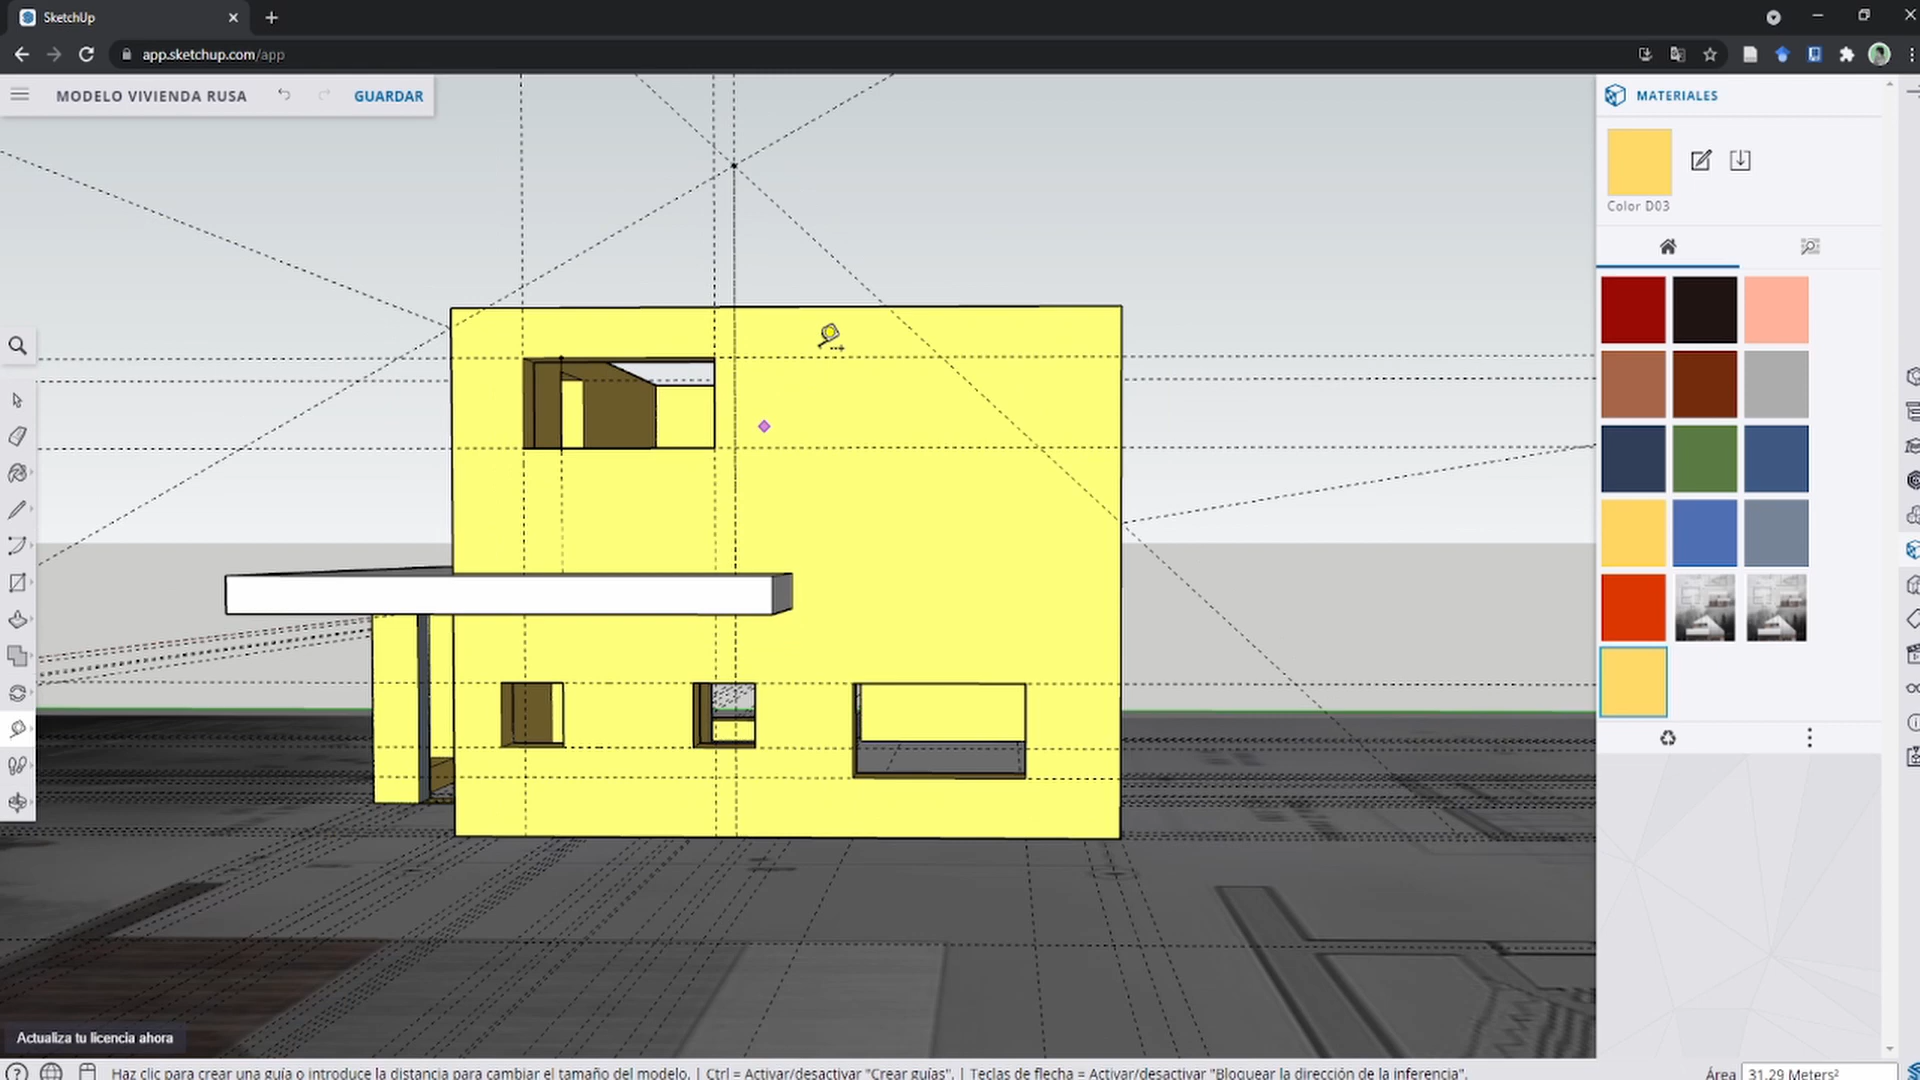 SketchUp
app.sketchup.com/app
MODELO VIVIENDA RUSA
GUARDAR
MATERIALES
Color D03
Actualiza tu licencia ahora
Haz clic para crear una guía o introduce la distancia para cambiar el tamaño del modelo. | Ctrl = Activar/desactivar "Crear guías". | Teclas de flecha = Activar/desactivar "Bloquear la dirección de la inferencia".
Área 31,29 Meters²